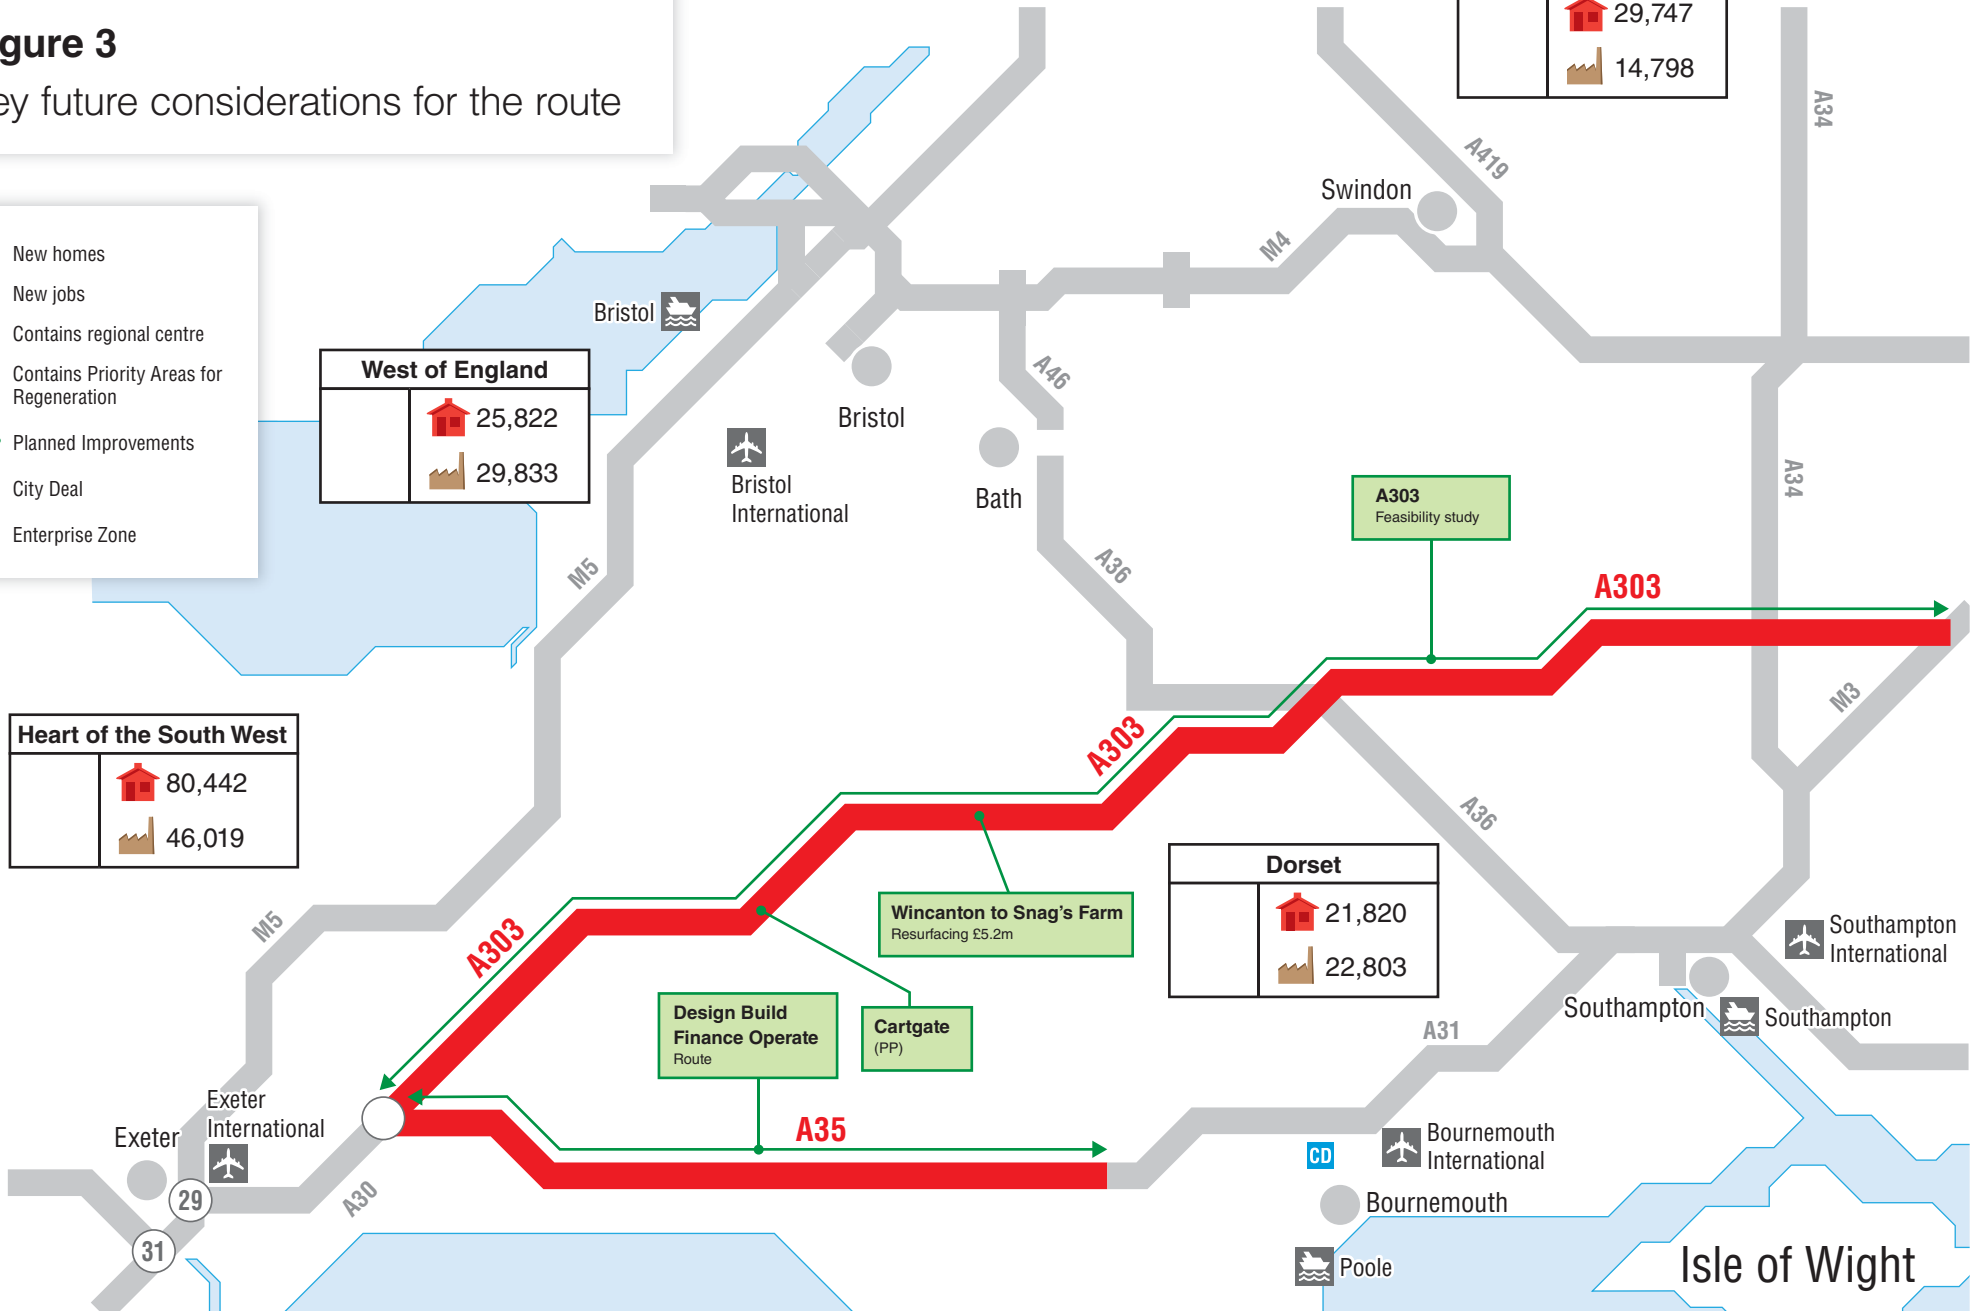 gure 3
ey future considerations for the route
New homes
New jobs
Contains regional centre
Contains Priority Areas for
Regeneration
Planned Improvements
City Deal
Enterprise Zone
29,747
14,798
A34
A419
Swindon
M4
Bristol
West of England
25,822
29,833
Bristol
A46
Bristol
International
Bath
A34
A303
Feasibility study
M5
A36
A303
M3
Heart of the South West
80,442
46,019
A303
A36
Dorset
21,820
22,803
Wincanton to Snag's Farm
Resurfacing £5.2m
M5
A303
Southampton
International
Design Build
Finance Operate
Route
Cartgate
(PP)
Southampton
Southampton
A31
Exeter
International
Exeter
A35
CD
Bournemouth
International
29
A30
Bournemouth
31
Poole
Isle of Wight